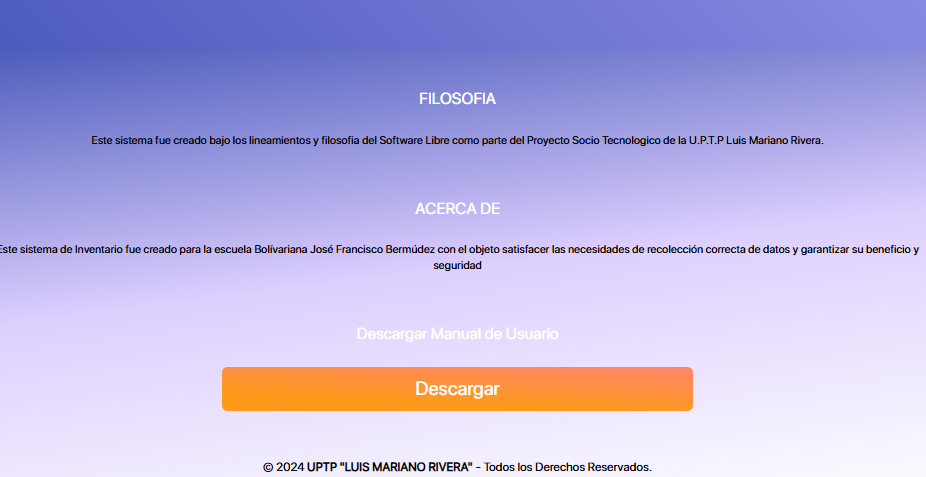 FILOSOFIA
Este sistema fue creado bajo los lineamientos y filosofia del Software Libre como parte del Proyecto Socio Tecnologico de la U.P.T.P Luis Mariano Rivera.
ACERCA DE
Este sistema de Inventario fue creado para la escuela Bolívariana José Francisco Bermúdez con el objeto satisfacer las necesidades de recolección correcta de datos y garantizar su beneficio y
seguridad
Descargar Manual de Usuario
Descargar
© 2024 UPTP "LUIS MARIANO RIVERA" - Todos los Derechos Reservados.